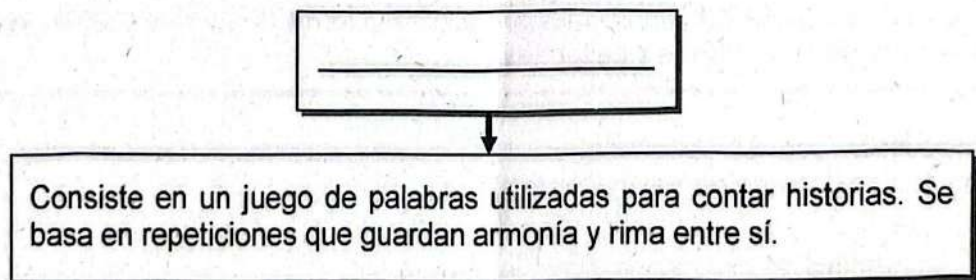 Consiste en un juego de palabras utilizadas para contar historias. Se
basa en repeticiones que guardan armonía y rima entre sí.